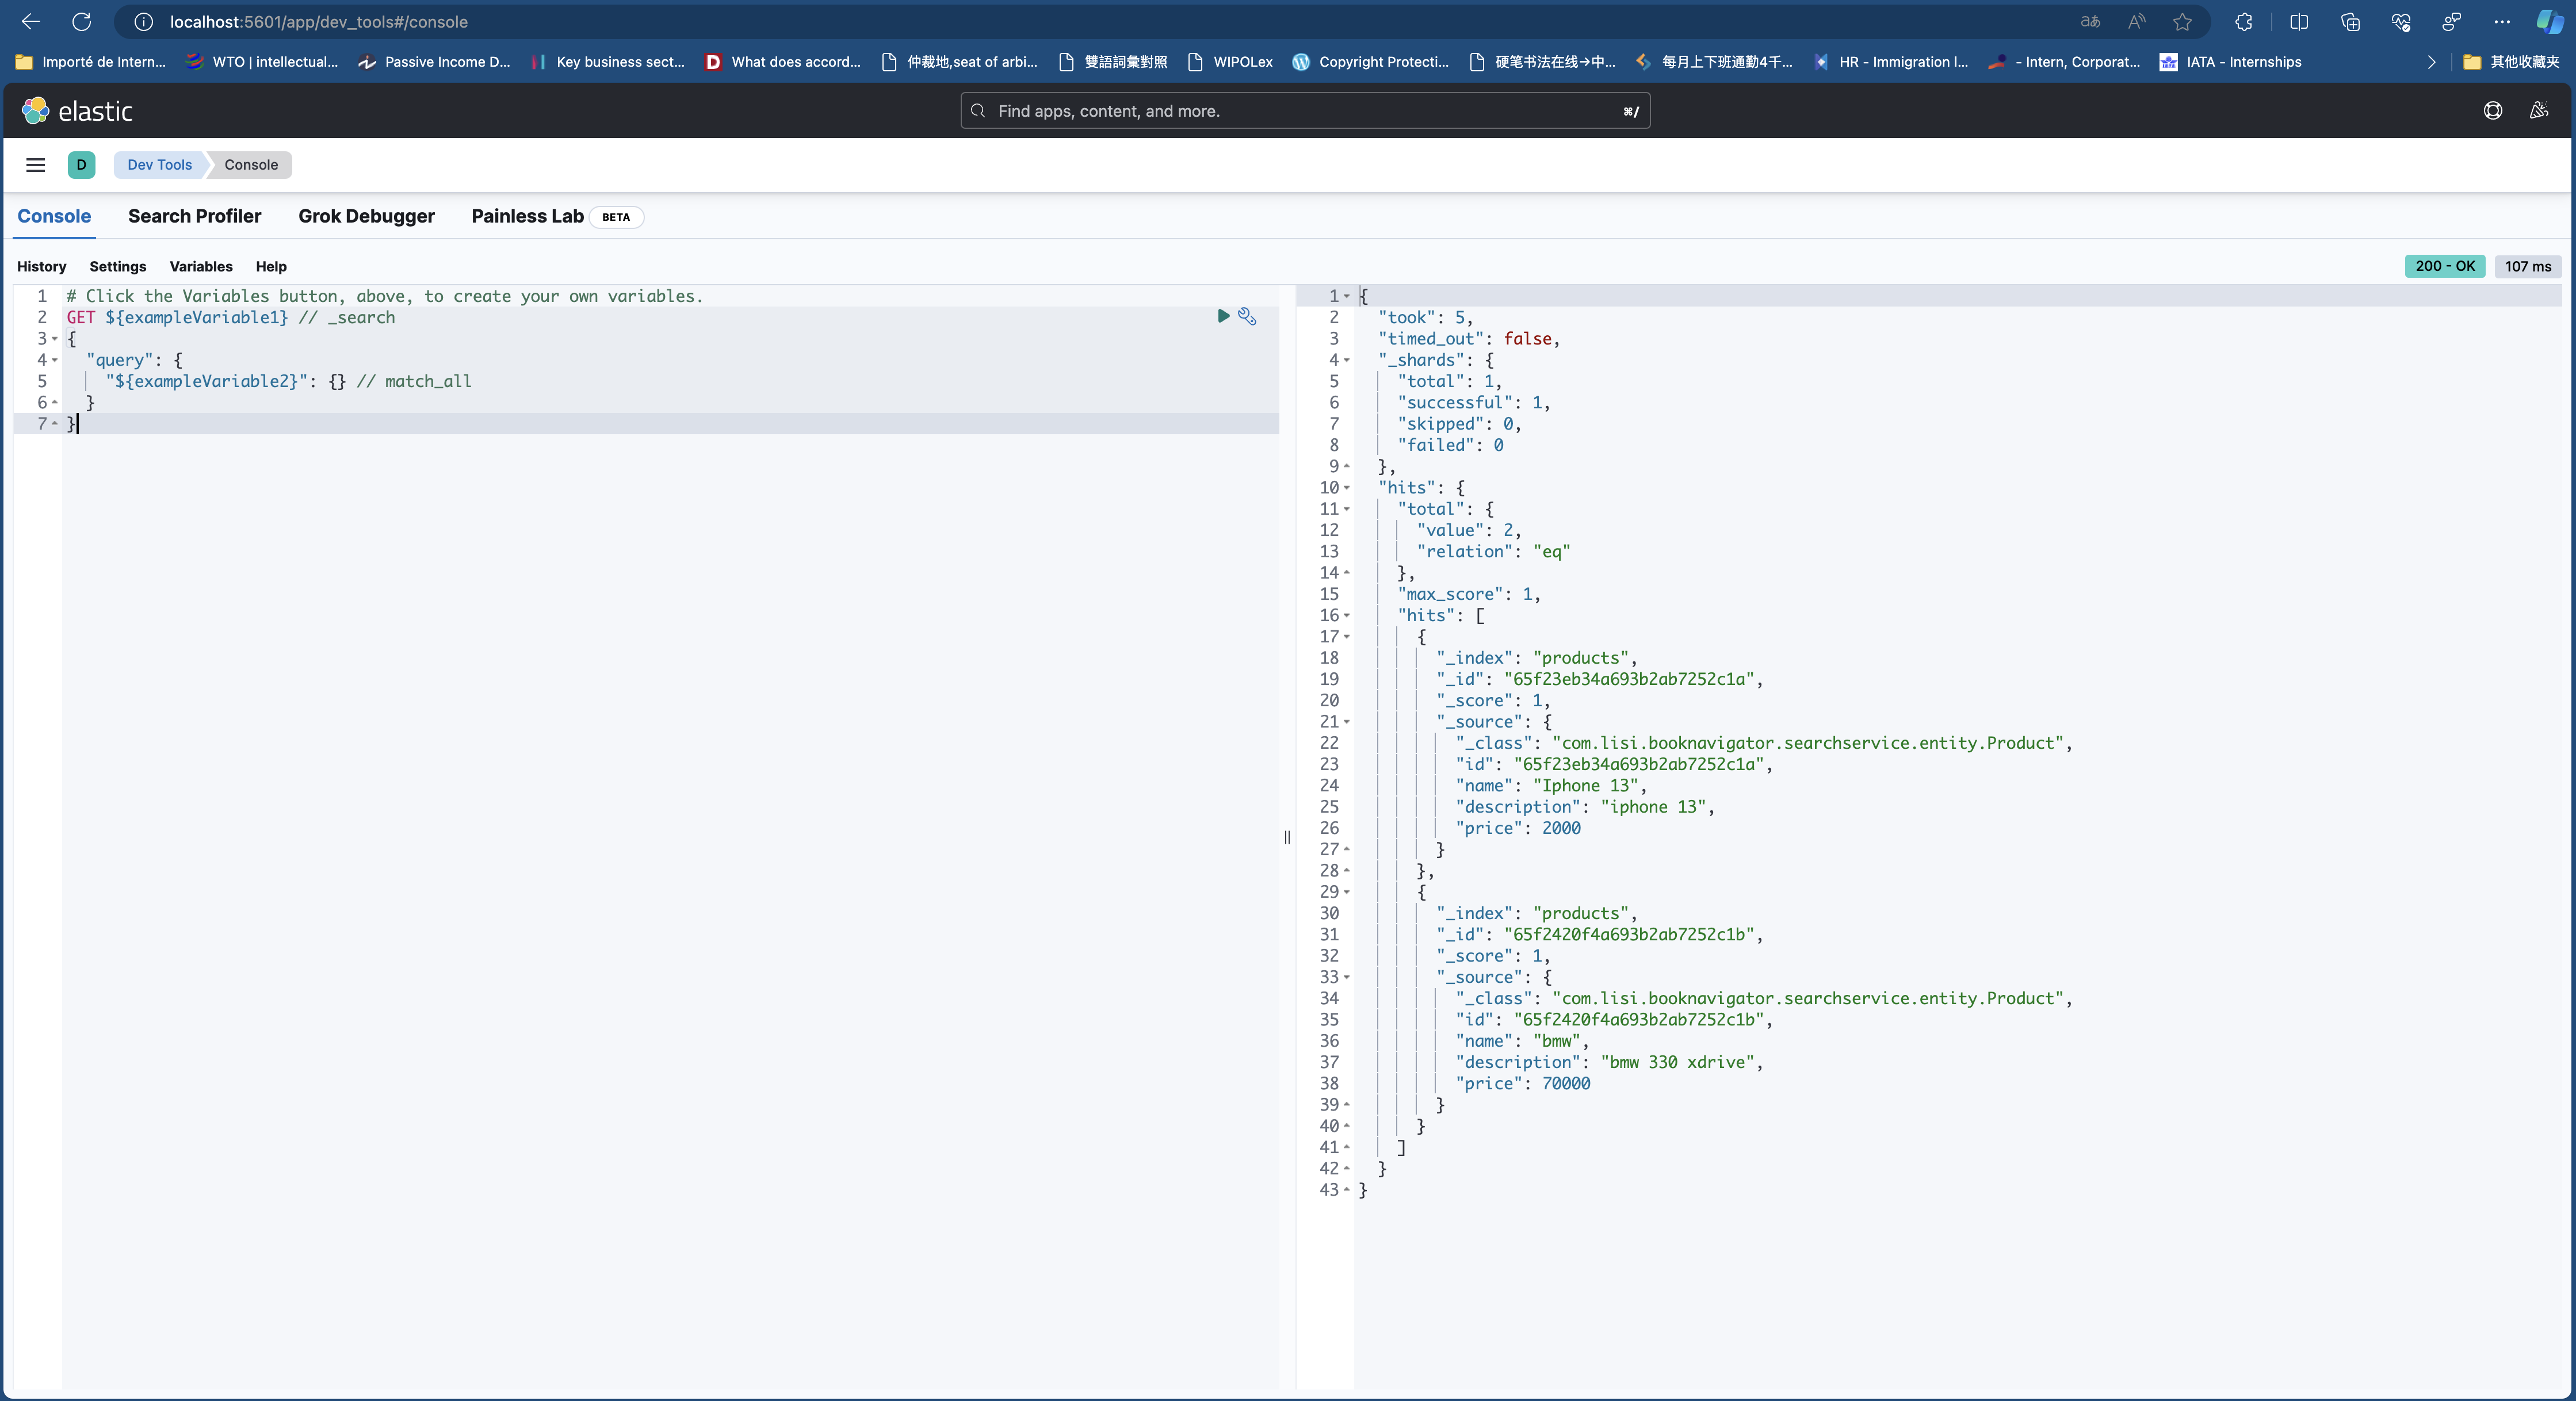 localhost:5601/app/dev_tools#/console
Importé de Intern...
WTO | intellectual...
Passive Income D...
Key business sect...
What does accord...
仲裁地,seat of arbi...
雙語詞彙對照
WIPOLex
Copyright Protecti...
硬笔书法在线→中...
每月上下班通勤4千...
HR - Immigration I...
- Intern, Corporat...
IATA - Internships
其他收藏夹
elastic
Find apps, content, and more.
⌘/
D
Dev Tools
Console
Console
Search Profiler
Grok Debugger
Painless Lab
BETA
History
Settings
Variables
Help
200 - OK
107 ms
1 # Click the Variables button, above, to create your own variables.
2 GET ${exampleVariable1} // _search
3 {
4 "query": {
5 "${exampleVariable2}": {} // match_all
6 }
7 }
1 {
2 "took": 5,
3 "timed_out": false,
4 "_shards": {
5 "total": 1,
6 "successful": 1,
7 "skipped": 0,
8 "failed": 0
9 },
10 "hits": {
11 "total": {
12 "value": 2,
13 "relation": "eq"
14 },
15 "max_score": 1,
16 "hits": [
17 {
18 "_index": "products",
19 "_id": "65f23eb34a693b2ab7252c1a",
20 "_score": 1,
21 "_source": {
22 "_class": "com.lisi.booknavigator.searchservice.entity.Product",
23 "id": "65f23eb34a693b2ab7252c1a",
24 "name": "Iphone 13",
25 "description": "iphone 13",
26 "price": 2000
27 }
28 },
29 {
30 "_index": "products",
31 "_id": "65f2420f4a693b2ab7252c1b",
32 "_score": 1,
33 "_source": {
34 "_class": "com.lisi.booknavigator.searchservice.entity.Product",
35 "id": "65f2420f4a693b2ab7252c1b",
36 "name": "bmw",
37 "description": "bmw 330 xdrive",
38 "price": 70000
39 }
40 }
41 ]
42 }
43 }